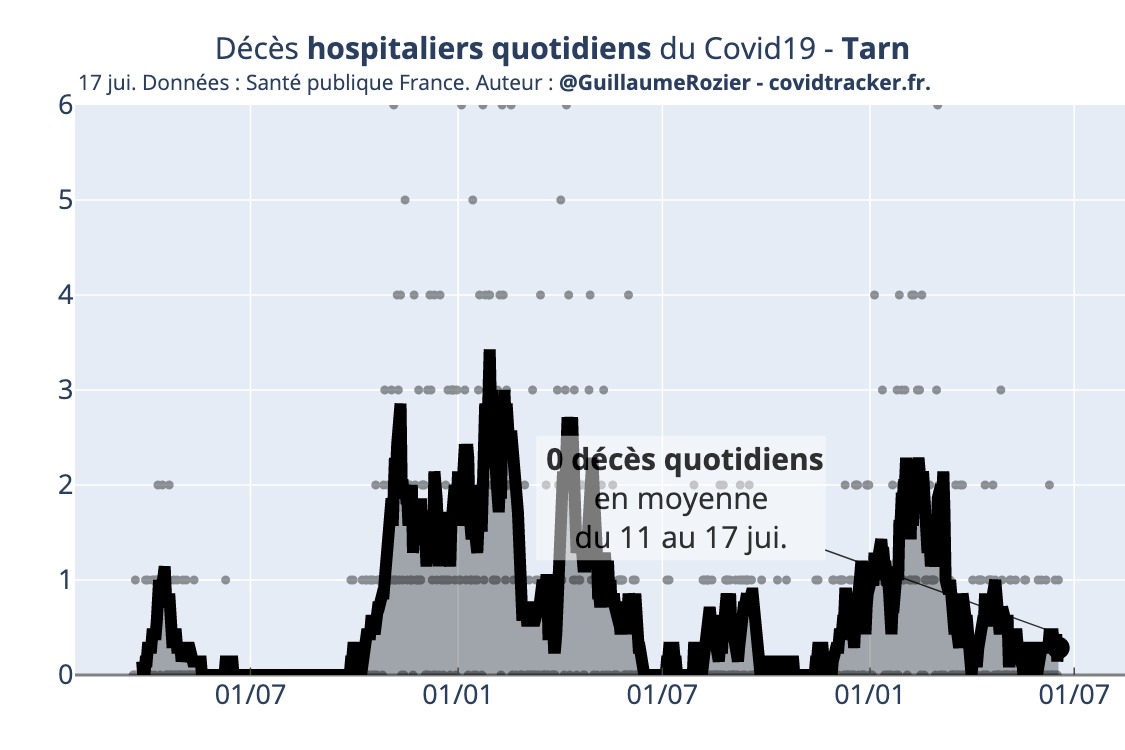 Décès hospitaliers quotidiens du Covid19 - Tarn
17 jui. Données : Santé publique France. Auteur : @GuillaumeRozier - covidtracker.fr.
6
5
4
3
2
1
0
0 décès quotidiens
en moyenne
du 11 au 17 jui.
01/07 01/01 01/07 01/01 01/07